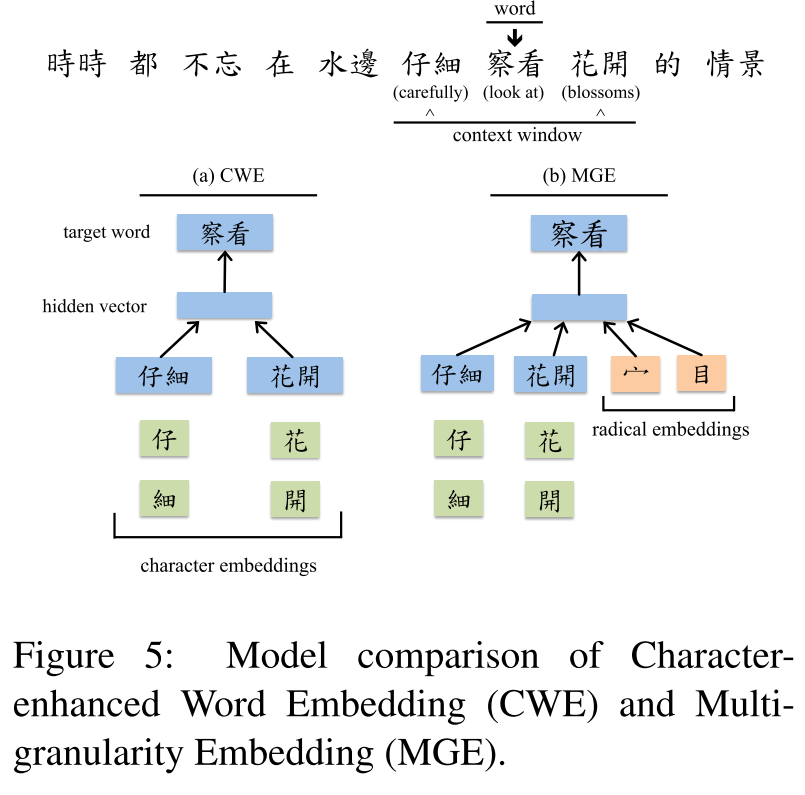 word
時時 都 不忘 在 水邊 仔細 察看 花開 的 情景
(carefully) (look at) (blossoms)
^ ^
context window
(a) CWE (b) MGE
target word 察看 察看
hidden vector
仔細 花開 仔細 花開 宀 目
radical embeddings
仔 花 仔 花
細 開 細 開
character embeddings
Figure 5: Model comparison of Character-
enhanced Word Embedding (CWE) and Multi-
granularity Embedding (MGE).